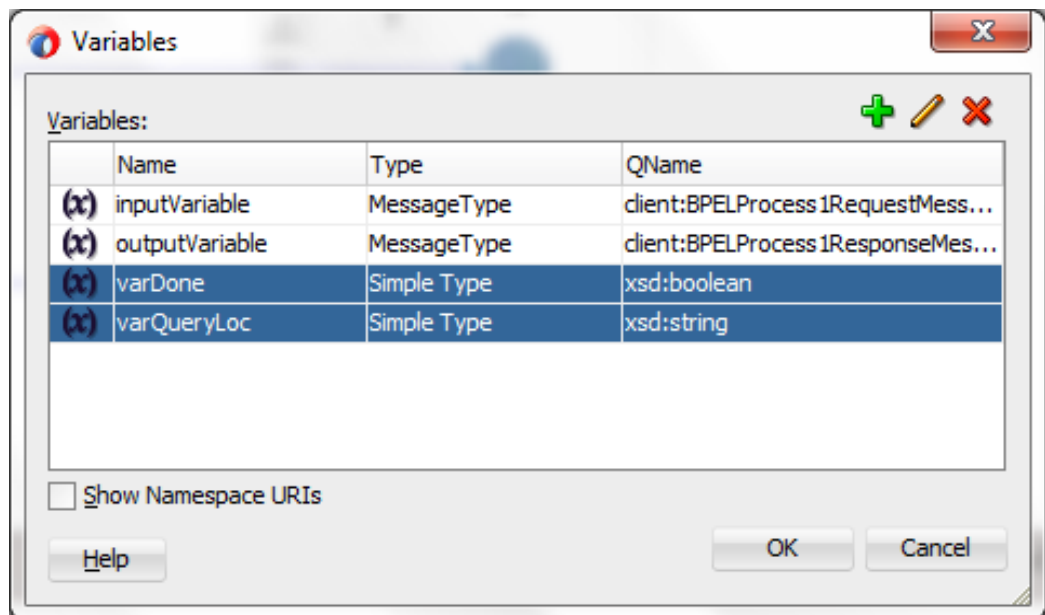 Variables
Variables:
Name Type QName
(x) inputVariable MessageType client:BPELProcess1RequestMess...
(x) outputVariable MessageType client:BPELProcess1ResponseMes...
(x) varDone Simple Type xsd:boolean
(x) varQueryLoc Simple Type xsd:string
Show Namespace URIs
Help OK Cancel